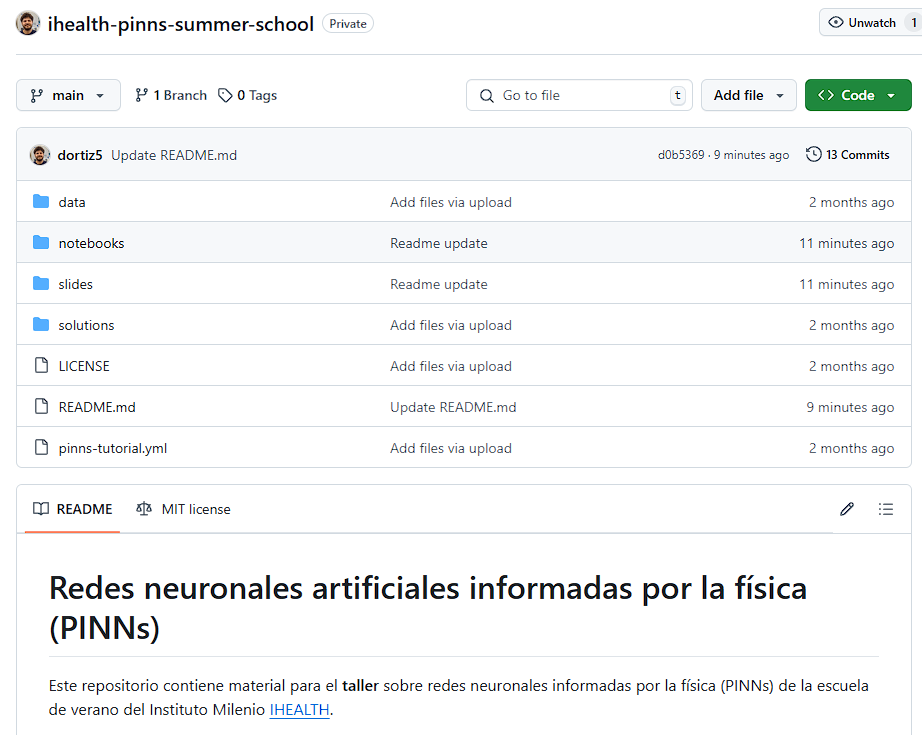 ihealth-pinns-summer-school Private Unwatch 1
main 1 Branch 0 Tags Go to file t Add file Code
dortiz5 Update README.md d0b5369 · 9 minutes ago 13 Commits
data Add files via upload 2 months ago
notebooks Readme update 11 minutes ago
slides Readme update 11 minutes ago
solutions Add files via upload 2 months ago
LICENSE Add files via upload 2 months ago
README.md Update README.md 9 minutes ago
pinns-tutorial.yml Add files via upload 2 months ago
README MIT license
Redes neuronales artificiales informadas por la física
(PINNs)
Este repositorio contiene material para el taller sobre redes neuronales informadas por la física (PINNs) de la escuela
de verano del Instituto Milenio IHEALTH.